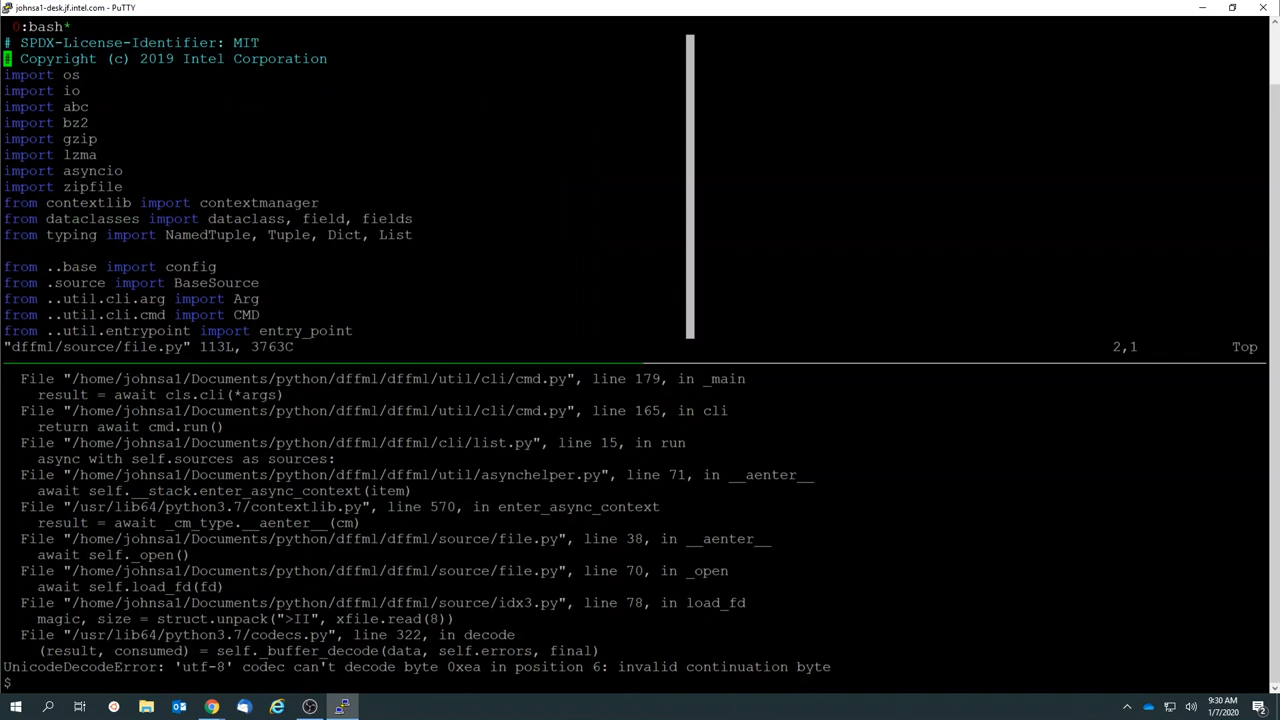 johnsa1-desk.jf.intel.com - PuTTY
0:bash*
# SPDX-License-Identifier: MIT
# Copyright (c) 2019 Intel Corporation
import os
import io
import abc
import bz2
import gzip
import lzma
import asyncio
import zipfile
from contextlib import contextmanager
from dataclasses import dataclass, field, fields
from typing import NamedTuple, Tuple, Dict, List
from ..base import config
from .source import BaseSource
from ..util.cli.arg import Arg
from ..util.cli.cmd import CMD
from ..util.entrypoint import entry_point
"dffml/source/file.py" 113L, 3763C 2,1 Top
File "/home/johnsa1/Documents/python/dffml/dffml/util/cli/cmd.py", line 179, in _main
result = await cls.cli(*args)
File "/home/johnsa1/Documents/python/dffml/dffml/util/cli/cmd.py", line 165, in cli
return await cmd.run()
File "/home/johnsa1/Documents/python/dffml/dffml/cli/list.py", line 15, in run
async with self.sources as sources:
File "/home/johnsa1/Documents/python/dffml/dffml/util/asynchelper.py", line 71, in __aenter__
await self.__stack.enter_async_context(item)
File "/usr/lib64/python3.7/contextlib.py", line 570, in enter_async_context
result = await _cm_type.__aenter__(cm)
File "/home/johnsa1/Documents/python/dffml/dffml/source/file.py", line 38, in __aenter__
await self._open()
File "/home/johnsa1/Documents/python/dffml/dffml/source/file.py", line 70, in _open
await self.load_fd(fd)
File "/home/johnsa1/Documents/python/dffml/dffml/source/idx3.py", line 78, in load_fd
magic, size = struct.unpack(">II", xfile.read(8))
File "/usr/lib64/python3.7/codecs.py", line 322, in decode
(result, consumed) = self._buffer_decode(data, self.errors, final)
UnicodeDecodeError: 'utf-8' codec can't decode byte 0xea in position 6: invalid continuation byte
$
9:30 AM
1/7/2020
2